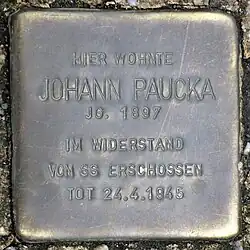 HIER WOHNTE
JOHANN PAUCKA
JG. 1897
IM WIDERSTAND
VON SS ERSCHOSSEN
TOT 24.4.1945